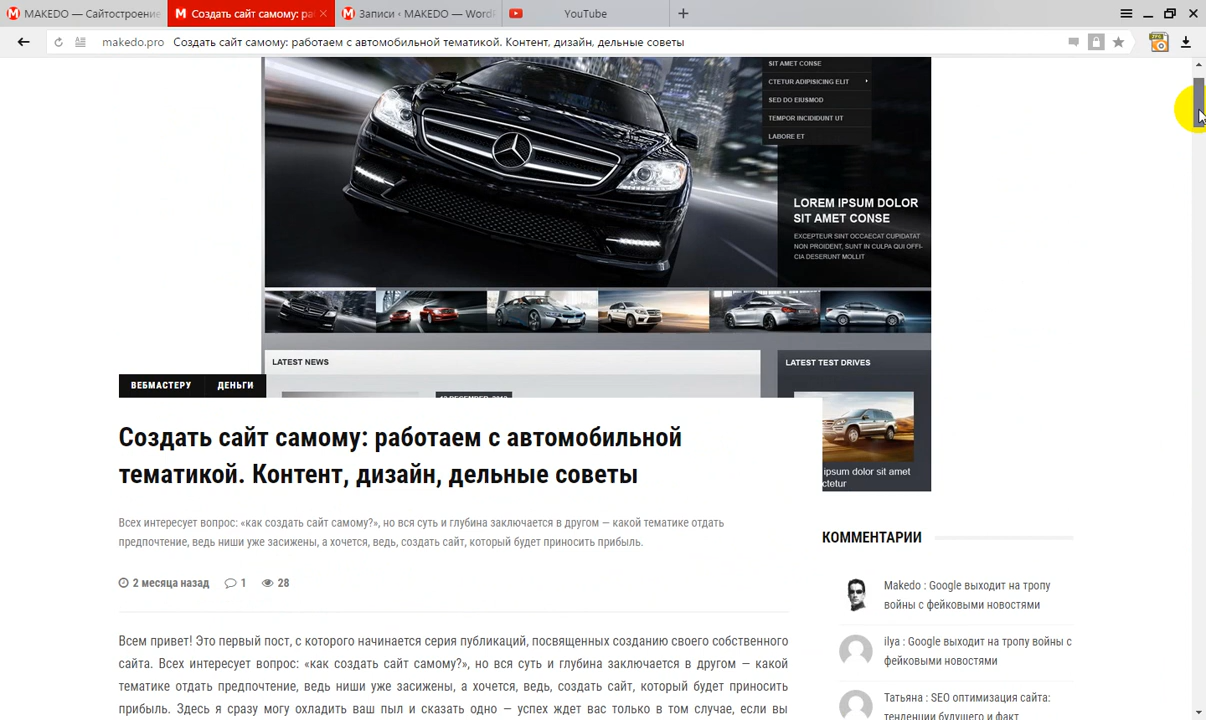 MAKEDO — Сайтостроение
Создать сайт самому: ра
Записи ‹ MAKEDO — Word
YouTube
makedo.pro Создать сайт самому: работаем с автомобильной тематикой. Контент, дизайн, дельные советы
SIT AMET CONSE
CTETUR ADIPISICING ELIT
SED DO EIUSMOD
TEMPOR INCIDIDUNT UT
LABORE ET
LOREM IPSUM DOLOR
SIT AMET CONSE
EXCEPTEUR SINT OCCAECAT CUPIDATAT
NON PROIDENT, SUNT IN CULPA QUI OFFI-
CIA DESERUNT MOLLIT
LATEST NEWS
LATEST TEST DRIVES
ipsum dolor sit amet
ctetur
ВЕБМАСТЕРУ ДЕНЬГИ
Создать сайт самому: работаем с автомобильной
тематикой. Контент, дизайн, дельные советы
Всех интересует вопрос: «как создать сайт самому?», но вся суть и глубина заключается в другом — какой тематике отдать
предпочтение, ведь ниши уже засижены, а хочется, ведь, создать сайт, который будет приносить прибыль.
2 месяца назад 1 28
Всем привет! Это первый пост, с которого начинается серия публикаций, посвященных созданию своего собственного
сайта. Всех интересует вопрос: «как создать сайт самому?», но вся суть и глубина заключается в другом — какой
тематике отдать предпочтение, ведь ниши уже засижены, а хочется, ведь, создать сайт, который будет приносить
прибыль. Здесь я сразу могу охладить ваш пыл и сказать одно — успех ждет вас только в том случае, если вы
КОММЕНТАРИИ
Makedo : Google выходит на тропу
войны с фейковыми новостями
ilya : Google выходит на тропу войны с
фейковыми новостями
Татьяна : SEO оптимизация сайта:
тенденции будущего и факт